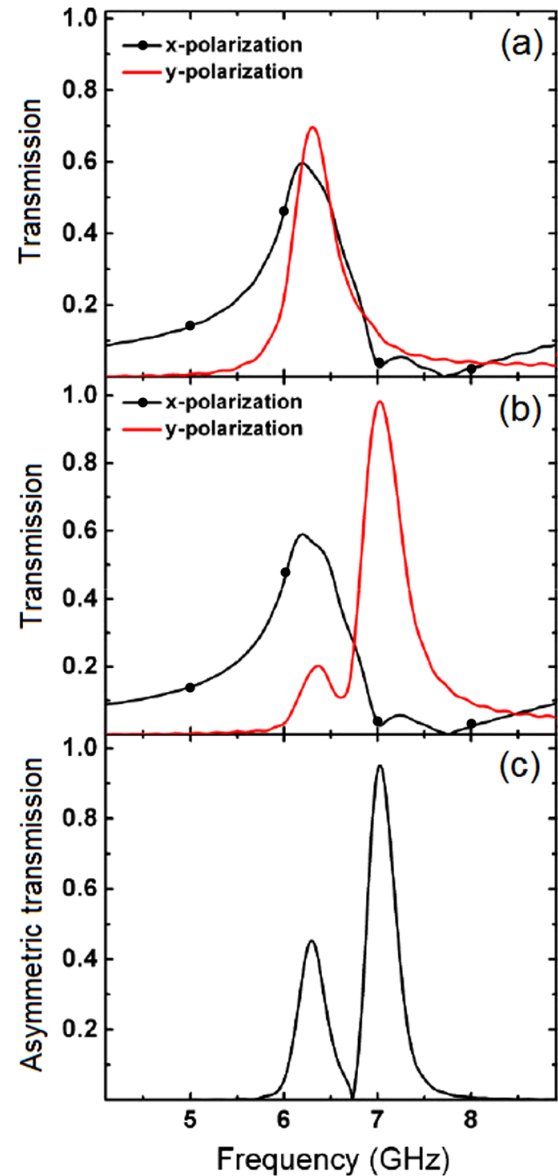 (a)
x-polarization
y-polarization
1.0
0.8
0.6
0.4
0.2
Transmission
(b)
x-polarization
y-polarization
1.0
0.8
0.6
0.4
0.2
Transmission
(c)
1.0
0.8
0.6
0.4
0.2
Asymmetric transmission
5 6 7 8
Frequency (GHz)